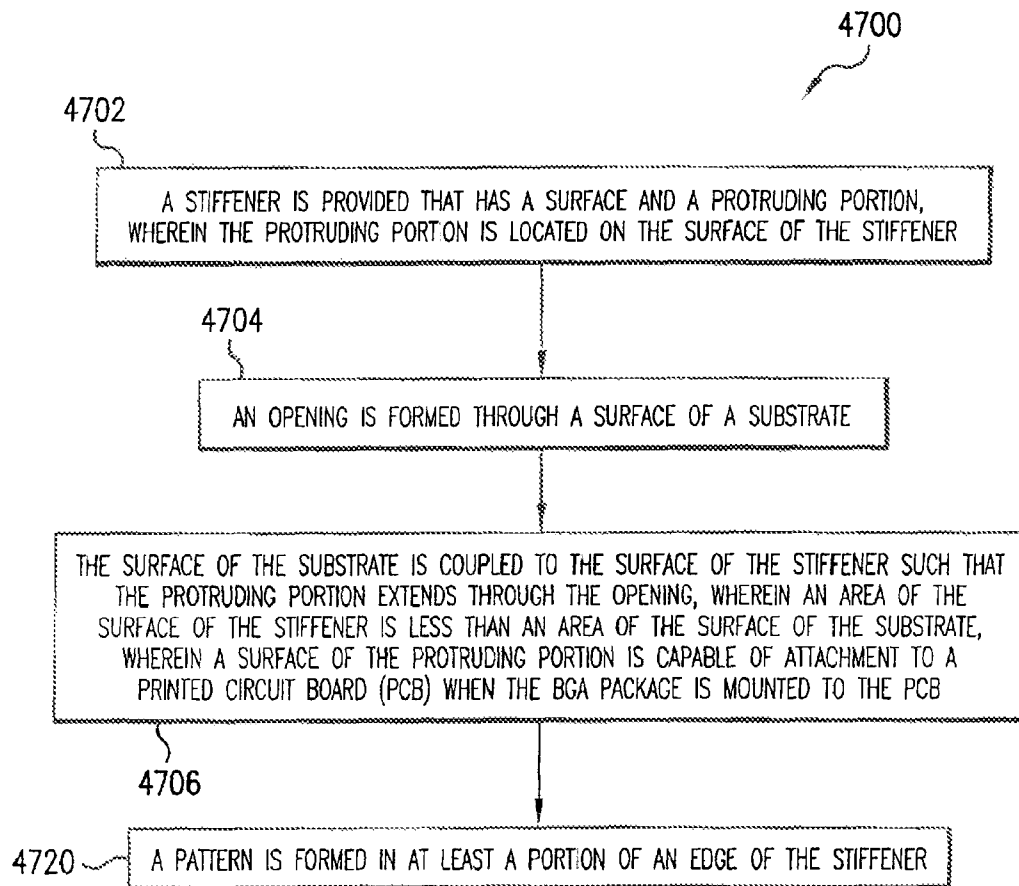 4700
4702
A STIFFENER IS PROVIDED THAT HAS A SURFACE AND A PROTRUDING PORTION,
WHEREIN THE PROTRUDING PORTION IS LOCATED ON THE SURFACE OF THE STIFFENER
4704
AN OPENING IS FORMED THROUGH A SURFACE OF A SUBSTRATE
THE SURFACE OF THE SUBSTRATE IS COUPLED TO THE SURFACE OF THE STIFFENER SUCH THAT
THE PROTRUDING PORTION EXTENDS THROUGH THE OPENING, WHEREIN AN AREA OF THE
SURFACE OF THE STIFFENER IS LESS THAN AN AREA OF THE SURFACE OF THE SUBSTRATE,
WHEREIN A SURFACE OF THE PROTRUDING PORTION IS CAPABLE OF ATTACHMENT TO A
PRINTED CIRCUIT BOARD (PCB) WHEN THE BGA PACKAGE IS MOUNTED TO THE PCB
4706
4720
A PATTERN IS FORMED IN AT LEAST A PORTION OF AN EDGE OF THE STIFFENER